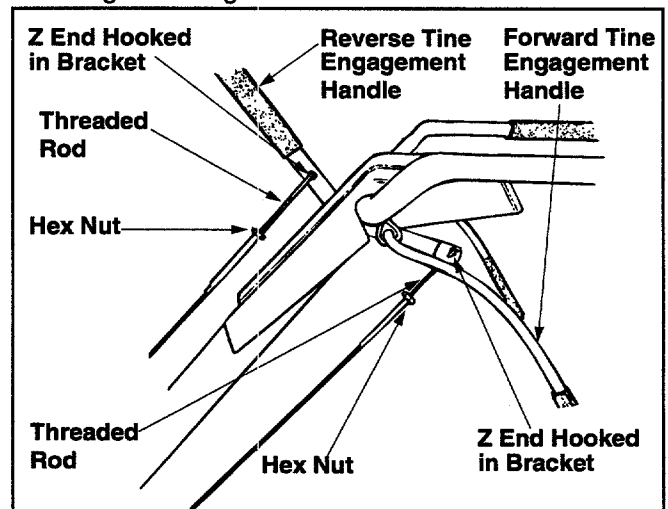 Z End Hooked
in Bracket
Reverse Tine
Engagement
Handle
Forward Tine
Engagement
Handle
Threaded
Rod
Hex Nut
Threaded
Rod
Hex Nut
Z End Hooked
in Bracket